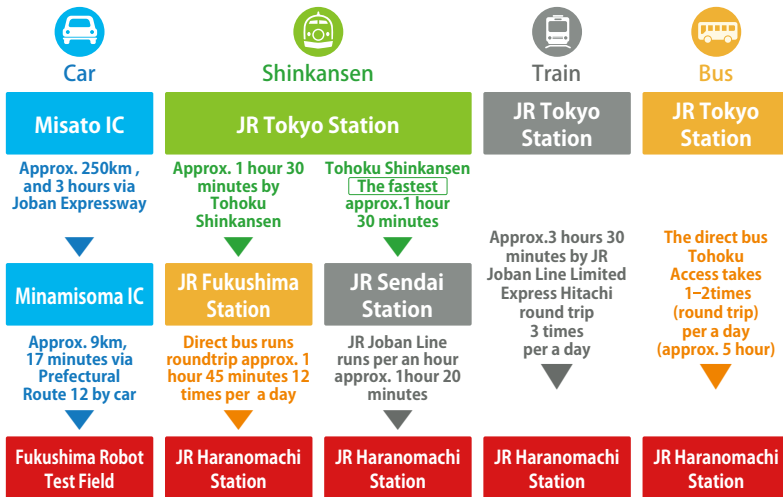 Car
Shinkansen
Train
Bus
Misato IC
JR Tokyo Station
JR Tokyo
Station
JR Tokyo
Station
Approx. 250km ,
and 3 hours via
Joban Expressway
Approx. 1 hour 30
minutes by
Tohoku
Shinkansen
Tohoku Shinkansen
The fastest
approx.1 hour
30 minutes
Approx.3 hours 30
minutes by JR
Joban Line Limited
Express Hitachi
round trip
3 times
per a day
The direct bus
Tohoku
Access takes
1–2times
(round trip)
per a day
(approx. 5 hour)
Minamisoma IC
JR Fukushima
Station
JR Sendai
Station
Approx. 9km,
17 minutes via
Prefectural
Route 12 by car
Direct bus runs
roundtrip approx. 1
hour 45 minutes 12
times per a day
JR Joban Line
runs per an hour
approx. 1hour 20
minutes
Fukushima Robot
Test Field
JR Haranomachi
Station
JR Haranomachi
Station
JR Haranomachi
Station
JR Haranomachi
Station